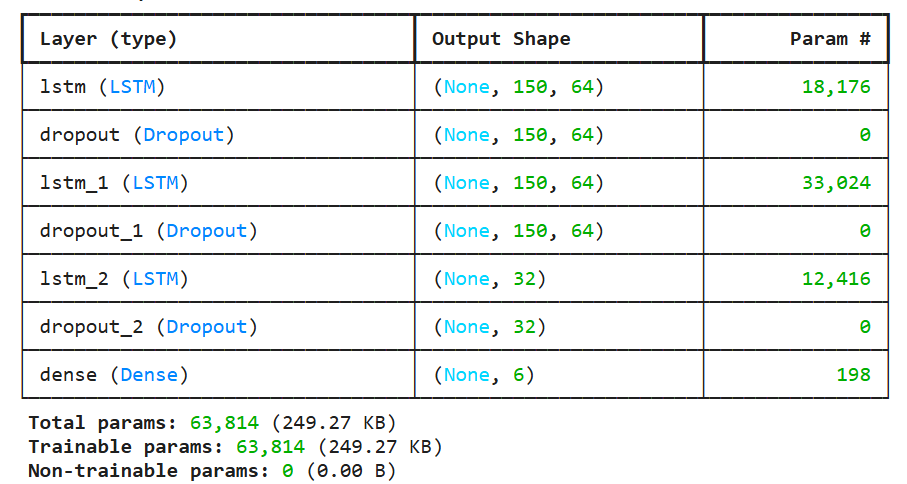 Layer (type) Output Shape Param #
lstm (LSTM) (None, 150, 64) 18,176
dropout (Dropout) (None, 150, 64) 0
lstm_1 (LSTM) (None, 150, 64) 33,024
dropout_1 (Dropout) (None, 150, 64) 0
lstm_2 (LSTM) (None, 32) 12,416
dropout_2 (Dropout) (None, 32) 0
dense (Dense) (None, 6) 198
Total params: 63,814 (249.27 KB)
Trainable params: 63,814 (249.27 KB)
Non-trainable params: 0 (0.00 B)